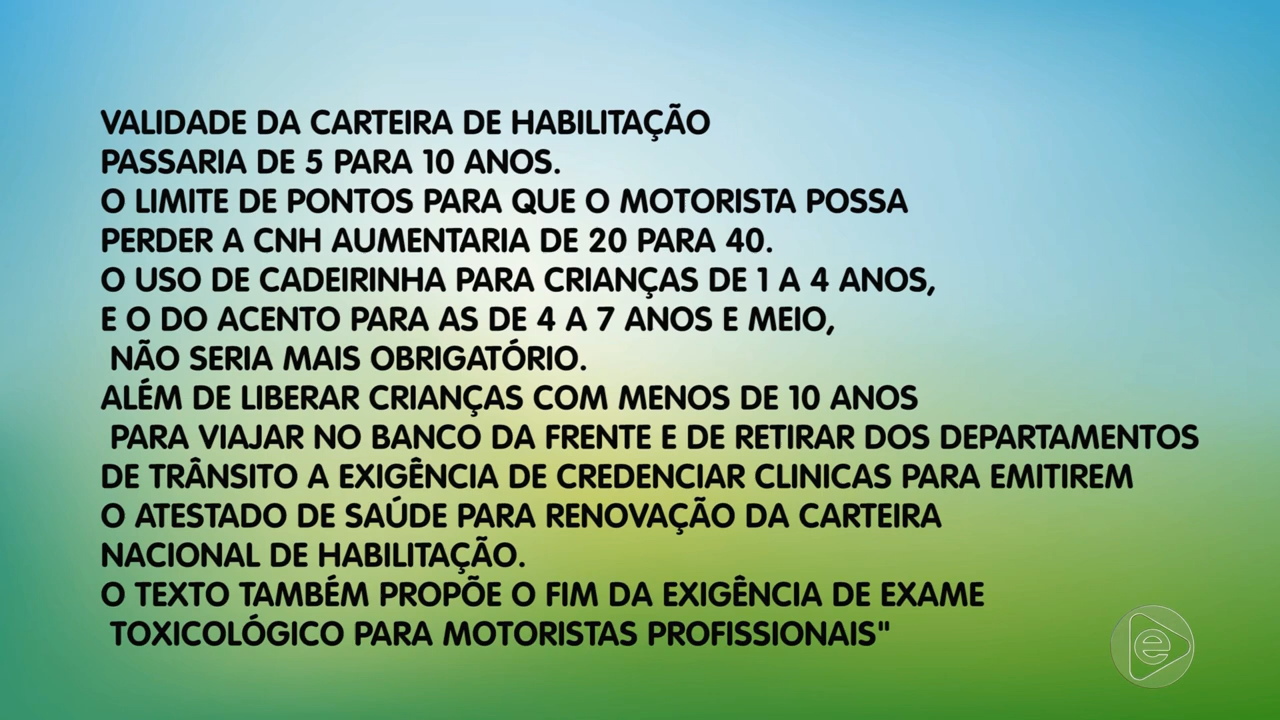 VALIDADE DA CARTEIRA DE HABILITAÇÃO
PASSARIA DE 5 PARA 10 ANOS.
O LIMITE DE PONTOS PARA QUE O MOTORISTA POSSA
PERDER A CNH AUMENTARIA DE 20 PARA 40.
O USO DE CADEIRINHA PARA CRIANÇAS DE 1 A 4 ANOS,
E O DO ACENTO PARA AS DE 4 A 7 ANOS E MEIO,
NÃO SERIA MAIS OBRIGATÓRIO.
ALÉM DE LIBERAR CRIANÇAS COM MENOS DE 10 ANOS
PARA VIAJAR NO BANCO DA FRENTE E DE RETIRAR DOS DEPARTAMENTOS
DE TRÂNSITO A EXIGÊNCIA DE CREDENCIAR CLINICAS PARA EMITIREM
O ATESTADO DE SAÚDE PARA RENOVAÇÃO DA CARTEIRA
NACIONAL DE HABILITAÇÃO.
O TEXTO TAMBÉM PROPÕE O FIM DA EXIGÊNCIA DE EXAME
TOXICOLÓGICO PARA MOTORISTAS PROFISSIONAIS"
e